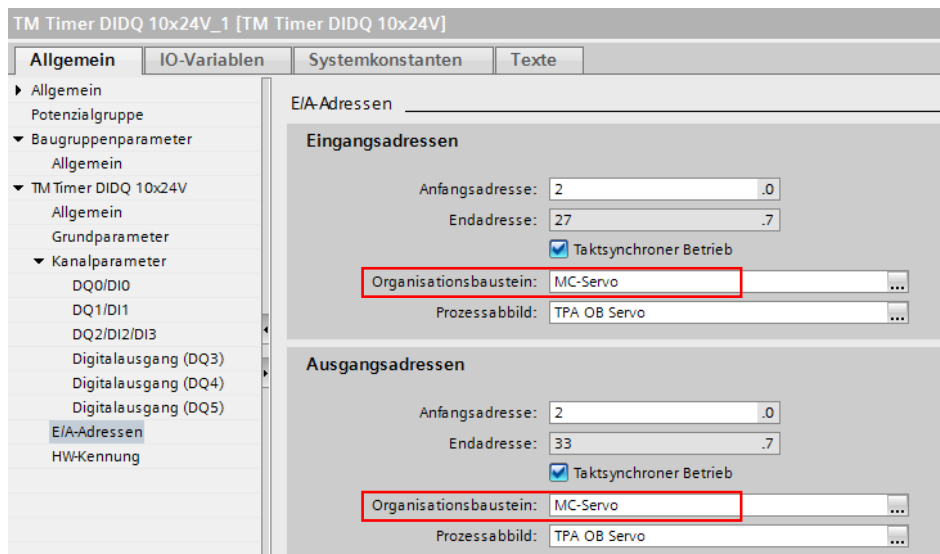 TM Timer DIDQ 10x24V_1 [TM Timer DIDQ 10x24V]
Allgemein IO-Variablen Systemkonstanten Texte
Allgemein
Potenzialgruppe
Baugruppenparameter
Allgemein
TM Timer DIDQ 10x24V
Allgemein
Grundparameter
Kanalparameter
DQ0/DI0
DQ1/DI1
DQ2/DI2/DI3
Digitalausgang (DQ3)
Digitalausgang (DQ4)
Digitalausgang (DQ5)
E/A-Adressen
HW-Kennung
E/A-Adressen
Eingangsadressen
Anfangsadresse: 2 .0
Endadresse: 27 .7
Taktsynchroner Betrieb
Organisationsbaustein: MC-Servo ...
Prozessabbild: TPA OB Servo ...
Ausgangsadressen
Anfangsadresse: 2 .0
Endadresse: 33 .7
Taktsynchroner Betrieb
Organisationsbaustein: MC-Servo ...
Prozessabbild: TPA OB Servo ...